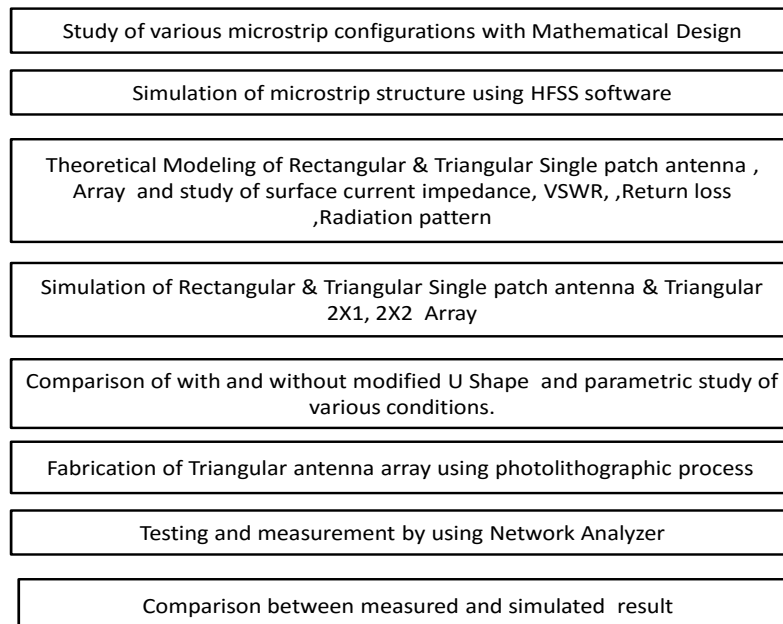 Study of various microstrip configurations with Mathematical Design
Simulation of microstrip structure using HFSS software
Theoretical Modeling of Rectangular & Triangular Single patch antenna ,
Array and study of surface current impedance, VSWR, ,Return loss
,Radiation pattern
Simulation of Rectangular & Triangular Single patch antenna & Triangular
2X1, 2X2 Array
Comparison of with and without modified U Shape and parametric study of
various conditions.
Fabrication of Triangular antenna array using photolithographic process
Testing and measurement by using Network Analyzer
Comparison between measured and simulated result